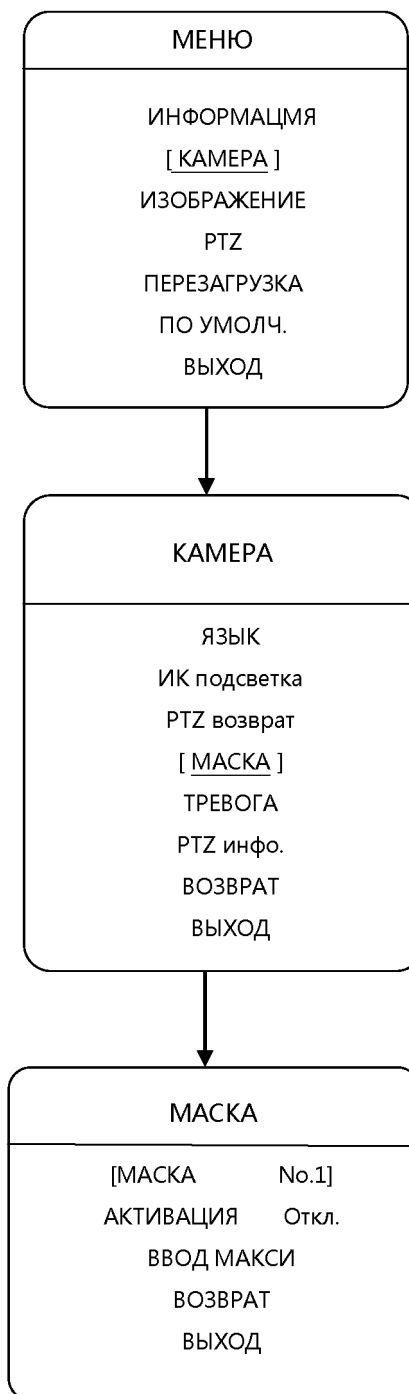 МЕНЮ
ИНФОРМАЦМЯ
[ КАМЕРА ]
ИЗОБРАЖЕНИЕ
PTZ
ПЕРЕЗАГРУЗКА
ПО УМОЛЧ.
ВЫХОД
КАМЕРА
ЯЗЫК
ИК подсветка
PTZ возврат
[ МАСКА ]
ТРЕВОГА
PTZ инфо.
ВОЗВРАТ
ВЫХОД
МАСКА
[МАСКА No.1]
АКТИВАЦИЯ Откл.
ВВОД МАКСИ
ВОЗВРАТ
ВЫХОД